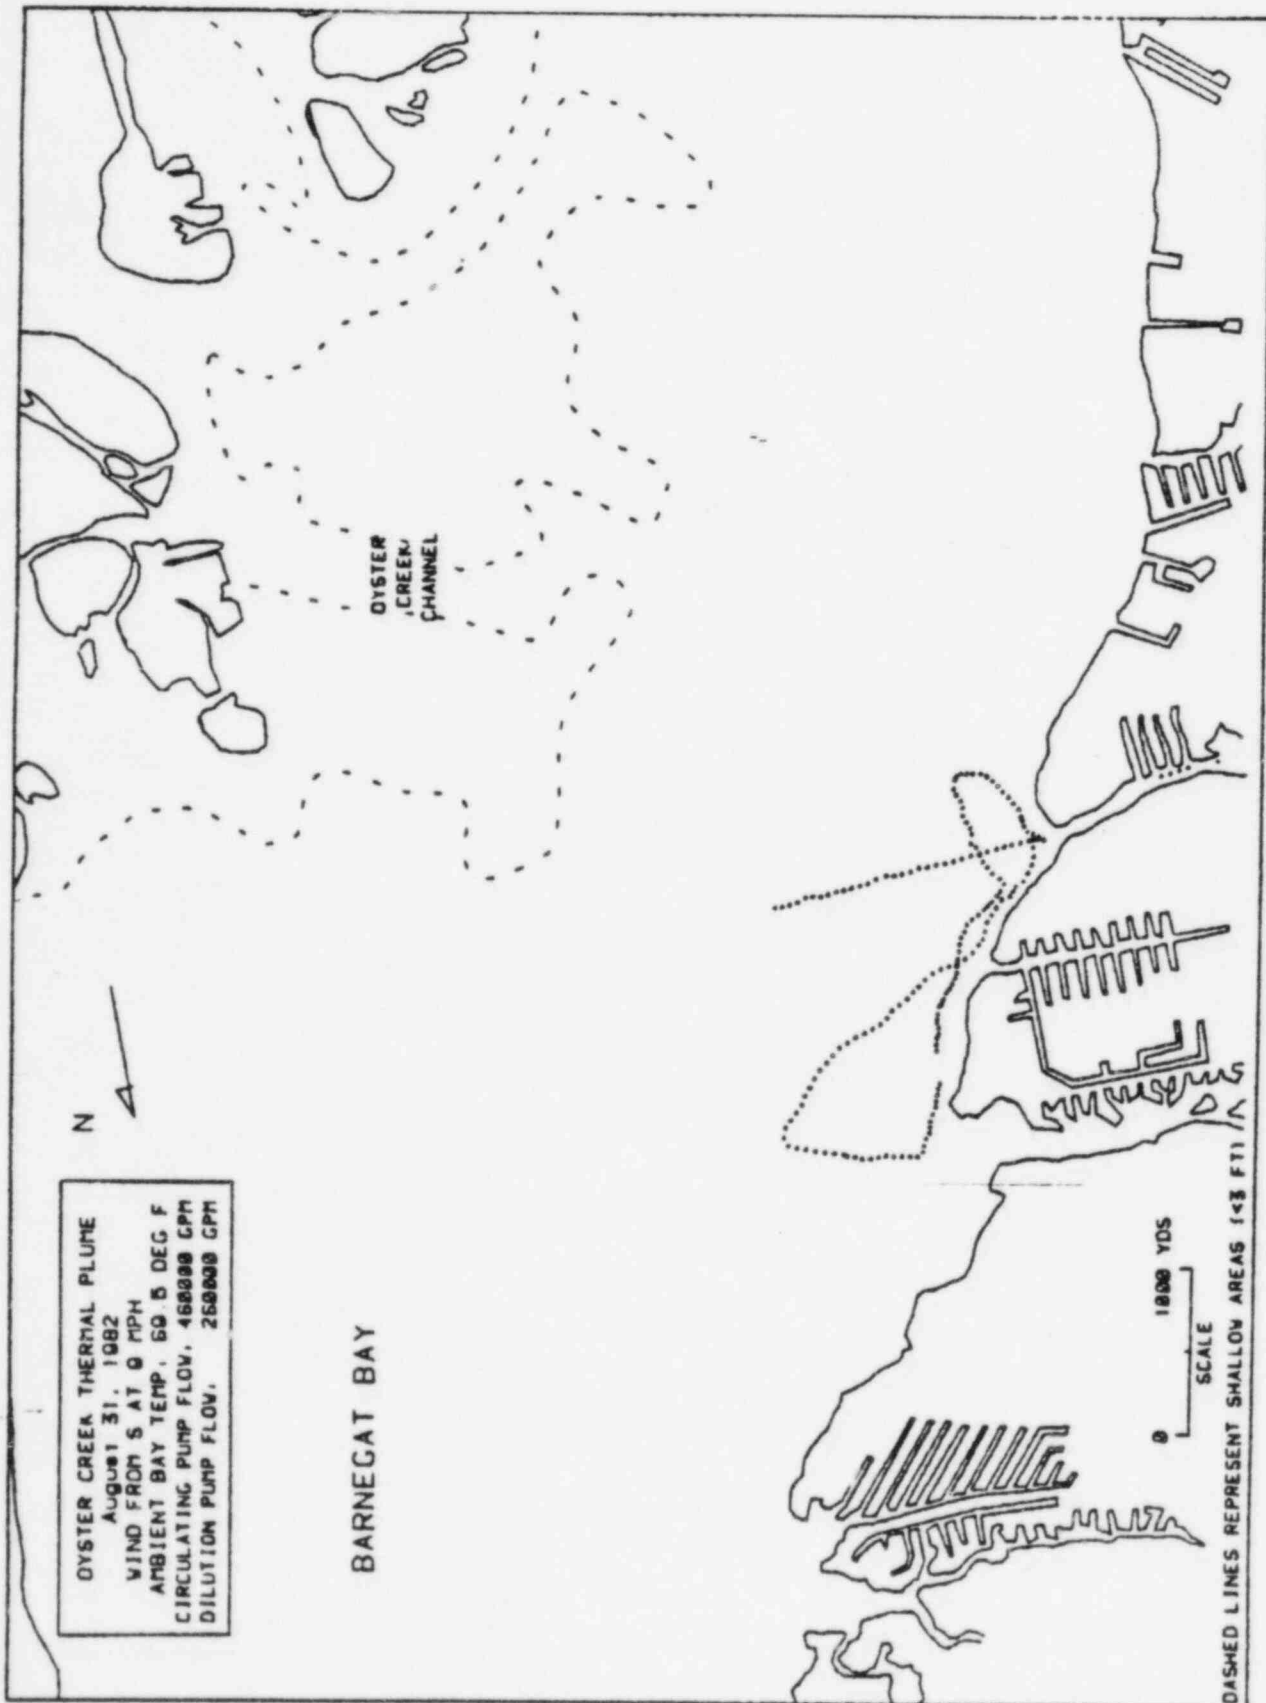 OYSTER CREEK THERMAL PLUME
August 31, 1982
WIND FROM S AT 9 MPH
AMBIENT BAY TEMP, 69.5 DEG F
CIRCULATING PUMP FLOW, 460000 GPM
DILUTION PUMP FLOW, 260000 GPM
N
BARNEGAT BAY
OYSTER
CREEK
CHANNEL
0 1000 YDS
SCALE
DASHED LINES REPRESENT SHALLOW AREAS (<3 FT)